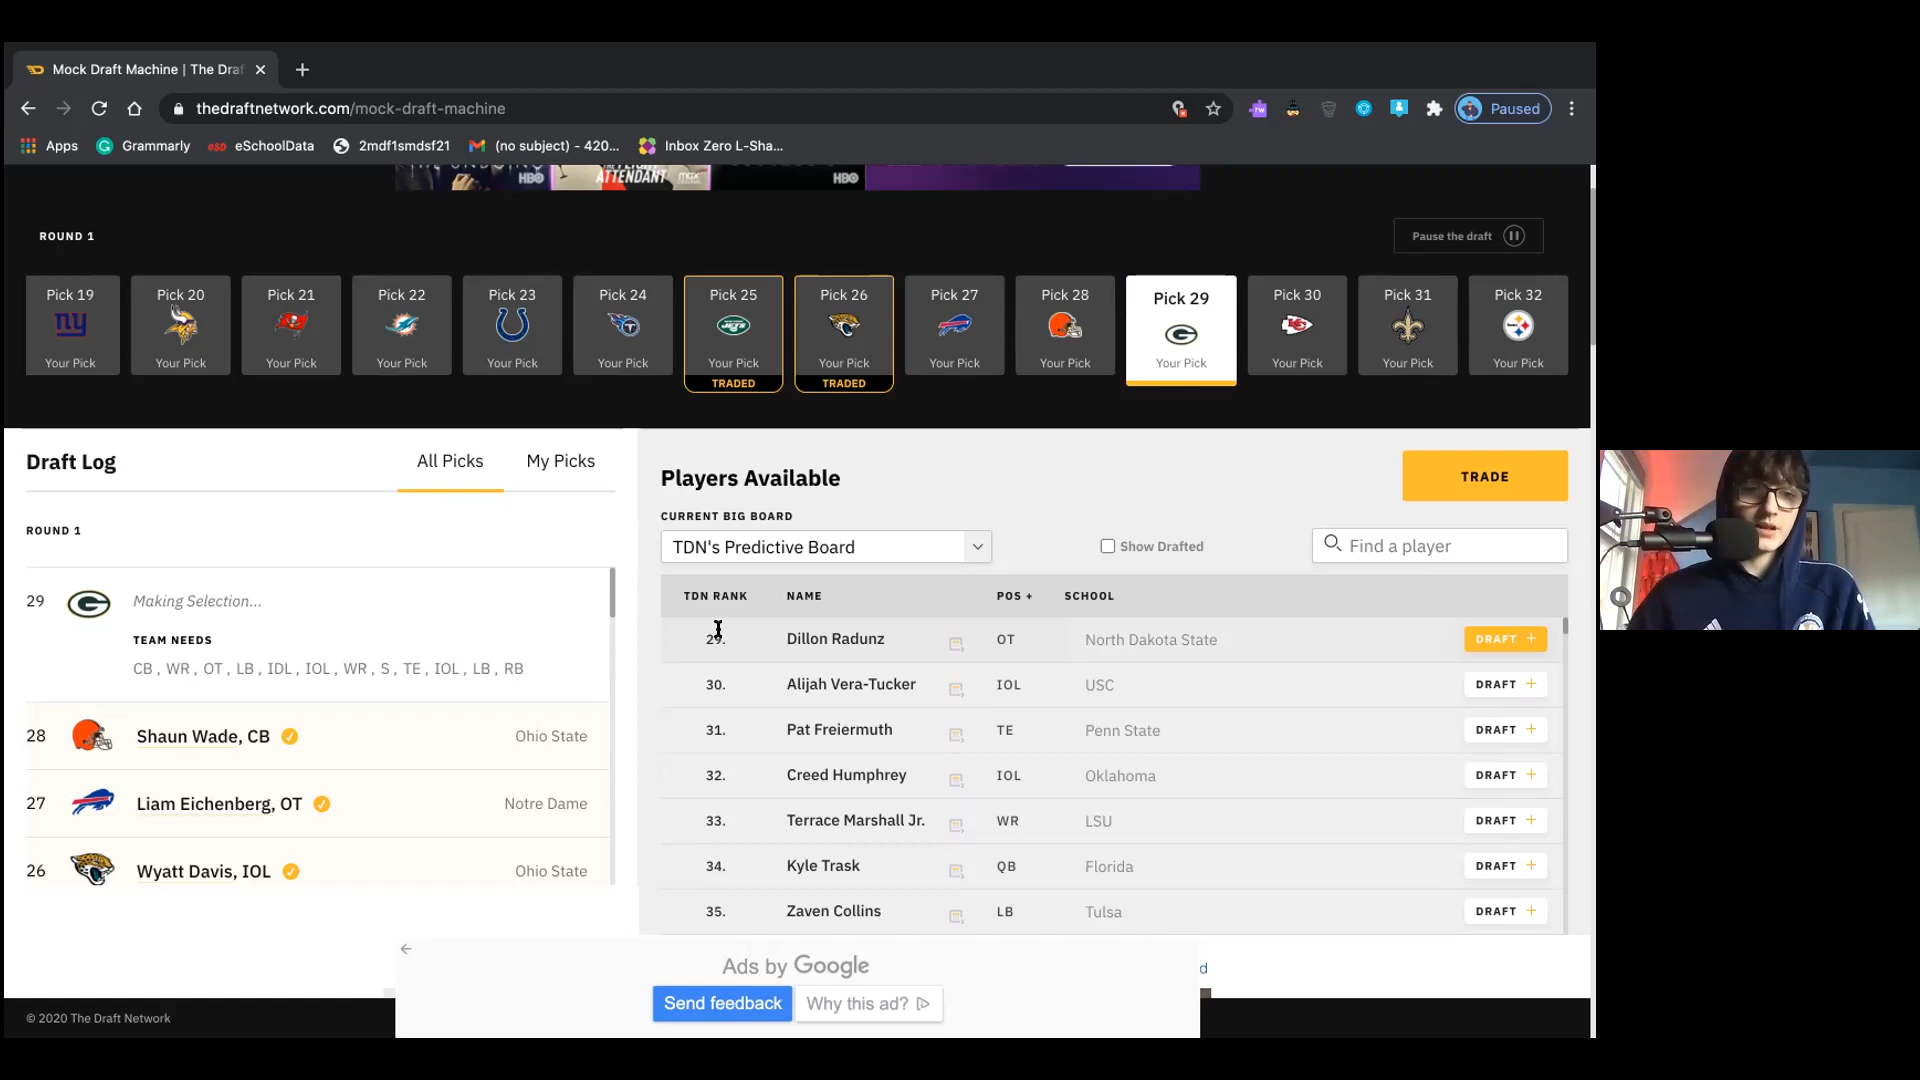 Mock Draft Machine | The Draf
thedraftnetwork.com/mock-draft-machine
Paused
Apps
Grammarly
esD
eSchoolData
2mdf1smdsf21
(no subject) - 420...
Inbox Zero L-Sha...
HBO
ATTENDANT
max
HBO
ROUND 1
Pause the draft
Pick 19
ny
Your Pick
Pick 20
Your Pick
Pick 21
Your Pick
Pick 22
Your Pick
Pick 23
Your Pick
Pick 24
Your Pick
Pick 25
JETS
Your Pick
TRADED
Pick 26
Your Pick
TRADED
Pick 27
Your Pick
Pick 28
Your Pick
Pick 29
G
Your Pick
Pick 30
Your Pick
Pick 31
Your Pick
Pick 32
Your Pick
Draft Log
All Picks
My Picks
ROUND 1
29
G
Making Selection...
TEAM NEEDS
CB , WR , OT , LB , IDL , IOL , WR , S , TE , IOL , LB , RB
28 Shaun Wade, CB Ohio State
27 Liam Eichenberg, OT Notre Dame
26 Wyatt Davis, IOL Ohio State
Players Available
TRADE
CURRENT BIG BOARD
TDN's Predictive Board
Show Drafted
Find a player
TDN RANK NAME POS + SCHOOL
29. Dillon Radunz OT North Dakota State DRAFT +
30. Alijah Vera-Tucker IOL USC DRAFT +
31. Pat Freiermuth TE Penn State DRAFT +
32. Creed Humphrey IOL Oklahoma DRAFT +
33. Terrace Marshall Jr. WR LSU DRAFT +
34. Kyle Trask QB Florida DRAFT +
35. Zaven Collins LB Tulsa DRAFT +
Ads by Google
Send feedback
Why this ad?
d
© 2020 The Draft Network